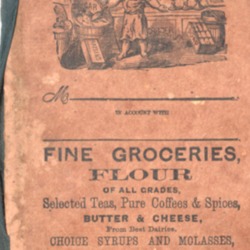 M
IN ACCOUNT WITH
FINE GROCERIES,
FLOUR
OF ALL GRADES,
Selected Teas, Pure Coffees & Spices,
BUTTER & CHEESE,
From Best Dairies.
CHOICE SYRUPS AND MOLASSES,